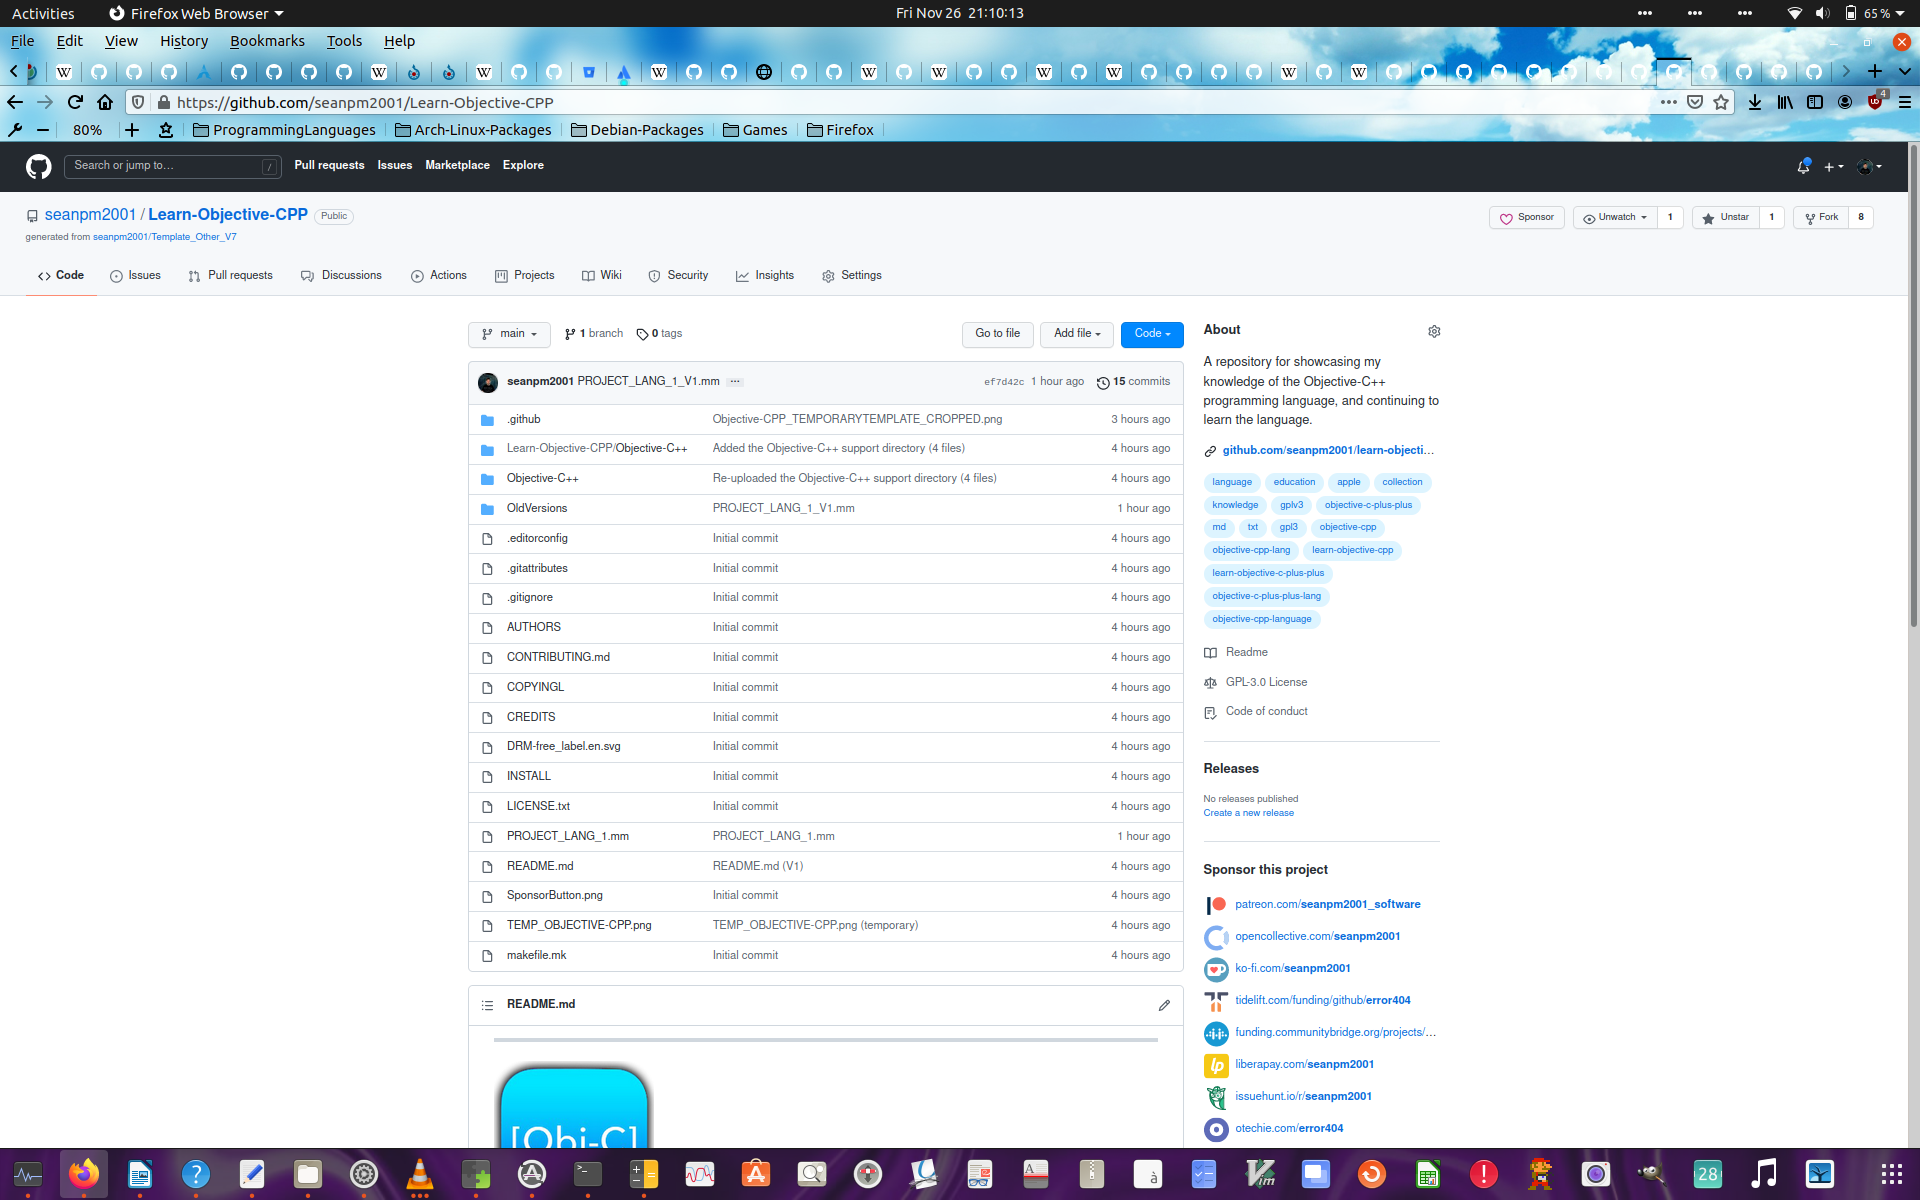 Activities Firefox Web Browser Fri Nov 26 21:10:13 65 %
File Edit View History Bookmarks Tools Help
https://github.com/seanpm2001/Learn-Objective-CPP 4
80% ProgrammingLanguages Arch-Linux-Packages Debian-Packages Games Firefox
Search or jump to… / Pull requests Issues Marketplace Explore
seanpm2001 / Learn-Objective-CPP Public Sponsor Unwatch 1 Unstar 1 Fork 8
generated from seanpm2001/Template_Other_V7
Code Issues Pull requests Discussions Actions Projects Wiki Security Insights Settings
main 1 branch 0 tags Go to file Add file Code
seanpm2001 PROJECT_LANG_1_V1.mm ... ef7d42c 1 hour ago 15 commits
.github Objective-CPP_TEMPORARYTEMPLATE_CROPPED.png 3 hours ago
Learn-Objective-CPP/Objective-C++ Added the Objective-C++ support directory (4 files) 4 hours ago
Objective-C++ Re-uploaded the Objective-C++ support directory (4 files) 4 hours ago
OldVersions PROJECT_LANG_1_V1.mm 1 hour ago
.editorconfig Initial commit 4 hours ago
.gitattributes Initial commit 4 hours ago
.gitignore Initial commit 4 hours ago
AUTHORS Initial commit 4 hours ago
CONTRIBUTING.md Initial commit 4 hours ago
COPYINGL Initial commit 4 hours ago
CREDITS Initial commit 4 hours ago
DRM-free_label.en.svg Initial commit 4 hours ago
INSTALL Initial commit 4 hours ago
LICENSE.txt Initial commit 4 hours ago
PROJECT_LANG_1.mm PROJECT_LANG_1.mm 1 hour ago
README.md README.md (V1) 4 hours ago
SponsorButton.png Initial commit 4 hours ago
TEMP_OBJECTIVE-CPP.png TEMP_OBJECTIVE-CPP.png (temporary) 4 hours ago
makefile.mk Initial commit 4 hours ago
README.md
[Obj-C]
About
A repository for showcasing my
knowledge of the Objective-C++
programming language, and continuing to
learn the language.
github.com/seanpm2001/learn-objecti…
language education apple collection
knowledge gplv3 objective-c-plus-plus
md txt gpl3 objective-cpp
objective-cpp-lang learn-objective-cpp
learn-objective-c-plus-plus
objective-c-plus-plus-lang
objective-cpp-language
Readme
GPL-3.0 License
Code of conduct
Releases
No releases published
Create a new release
Sponsor this project
patreon.com/seanpm2001_software
opencollective.com/seanpm2001
ko-fi.com/seanpm2001
tidelift.com/funding/github/error404
funding.communitybridge.org/projects/…
lp liberapay.com/seanpm2001
issuehunt.io/r/seanpm2001
otechie.com/error404
28